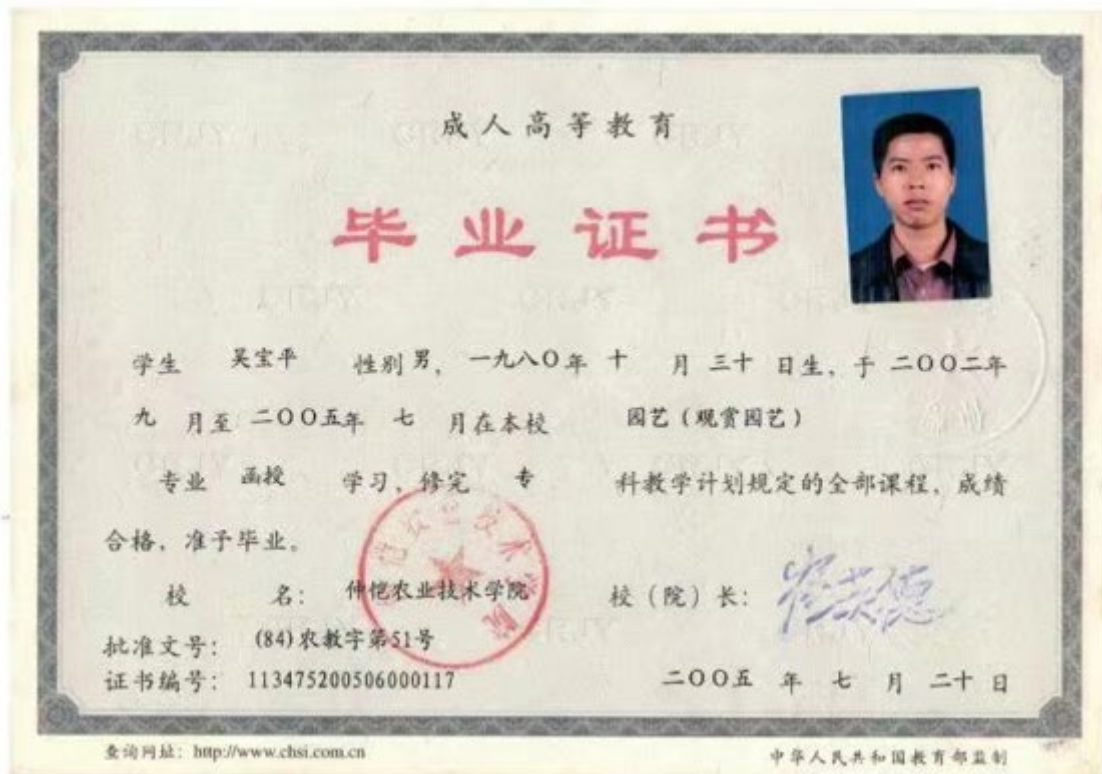 成人高等教育
毕业证书
学生 吴宝平 性别 男，一九八〇年 十 月 三十 日生，于 二〇〇二年
九 月至 二〇〇五年 七 月在本校 园艺（观赏园艺）
专业 函授 学习，修完 专 科教学计划规定的全部课程，成绩
合格，准予毕业。
校 名： 仲恺农业技术学院 校（院）长：
批准文号： (84)农教字第51号
证书编号： 113475200506000117 二〇〇五 年 七 月 二十 日
查询网址：http://www.chsi.com.cn 中华人民共和国教育部监制